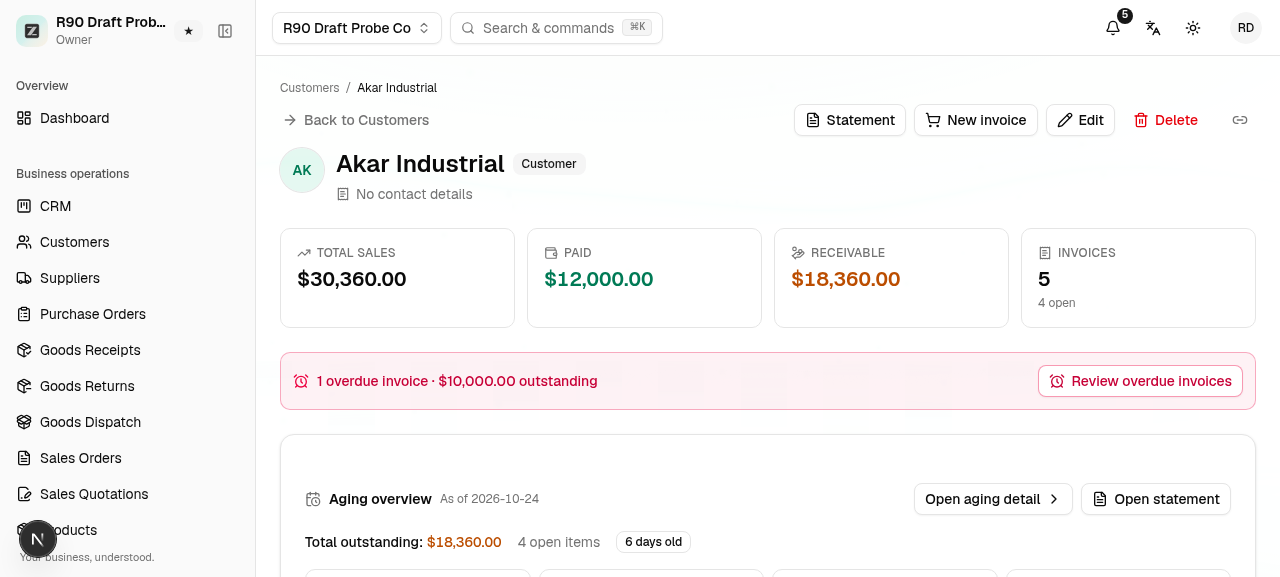 R90 Draft Prob...
Owner
Overview
Dashboard
Business operations
CRM
Customers
Suppliers
Purchase Orders
Goods Receipts
Goods Returns
Goods Dispatch
Sales Orders
Sales Quotations
oducts
Your business, understood.
R90 Draft Probe Co
Search & commands
⌘K
5
RD
Customers / Akar Industrial
Back to Customers
Statement
New invoice
Edit
Delete
AK
Akar Industrial
Customer
No contact details
TOTAL SALES
$30,360.00
PAID
$12,000.00
RECEIVABLE
$18,360.00
INVOICES
5
4 open
1 overdue invoice · $10,000.00 outstanding
Review overdue invoices
Aging overview
As of 2026-10-24
Open aging detail
Open statement
Total outstanding: $18,360.00
4 open items
6 days old